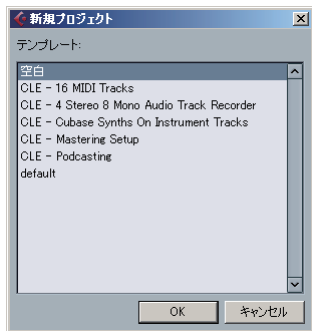 新規プロジェクト
テンプレート:
空白
CLE - 16 MIDI Tracks
CLE - 4 Stereo 8 Mono Audio Track Recorder
CLE - Cubase Synths On Instrument Tracks
CLE - Mastering Setup
CLE - Podcasting
default
OK
キャンセル